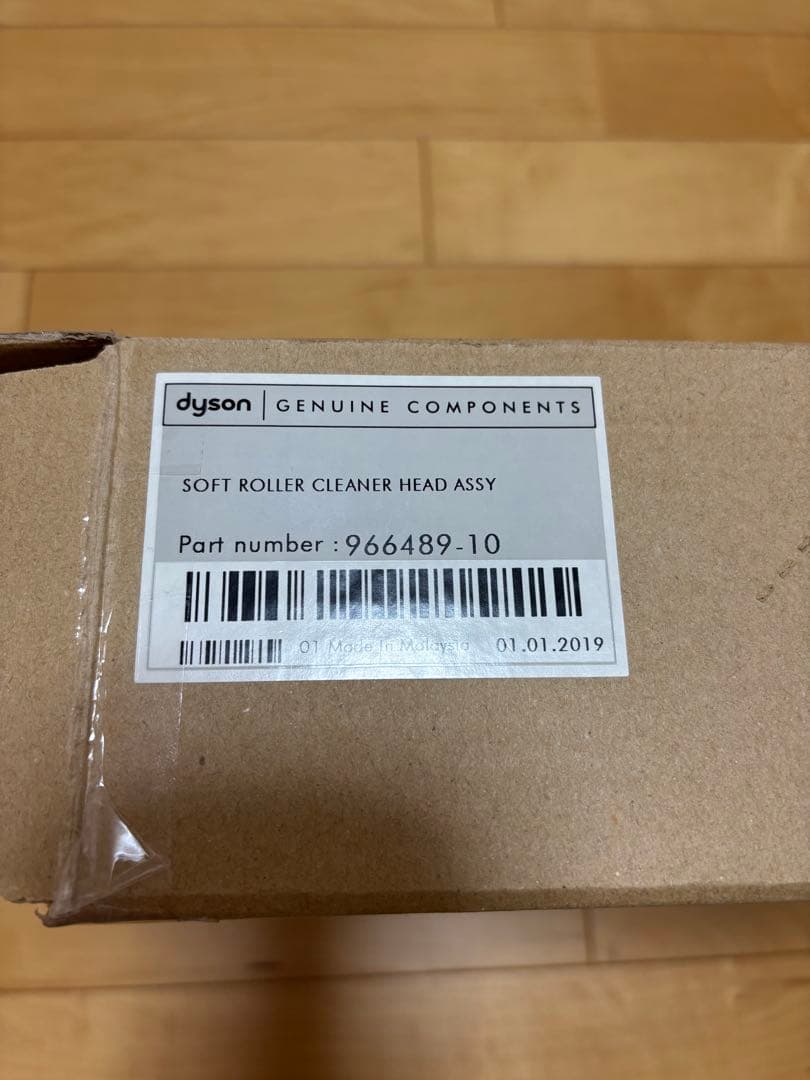 dyson | GENUINE COMPONENTS
SOFT ROLLER CLEANER HEAD ASSY
Part number : 966489-10
01 Made In Malaysia 01.01.2019